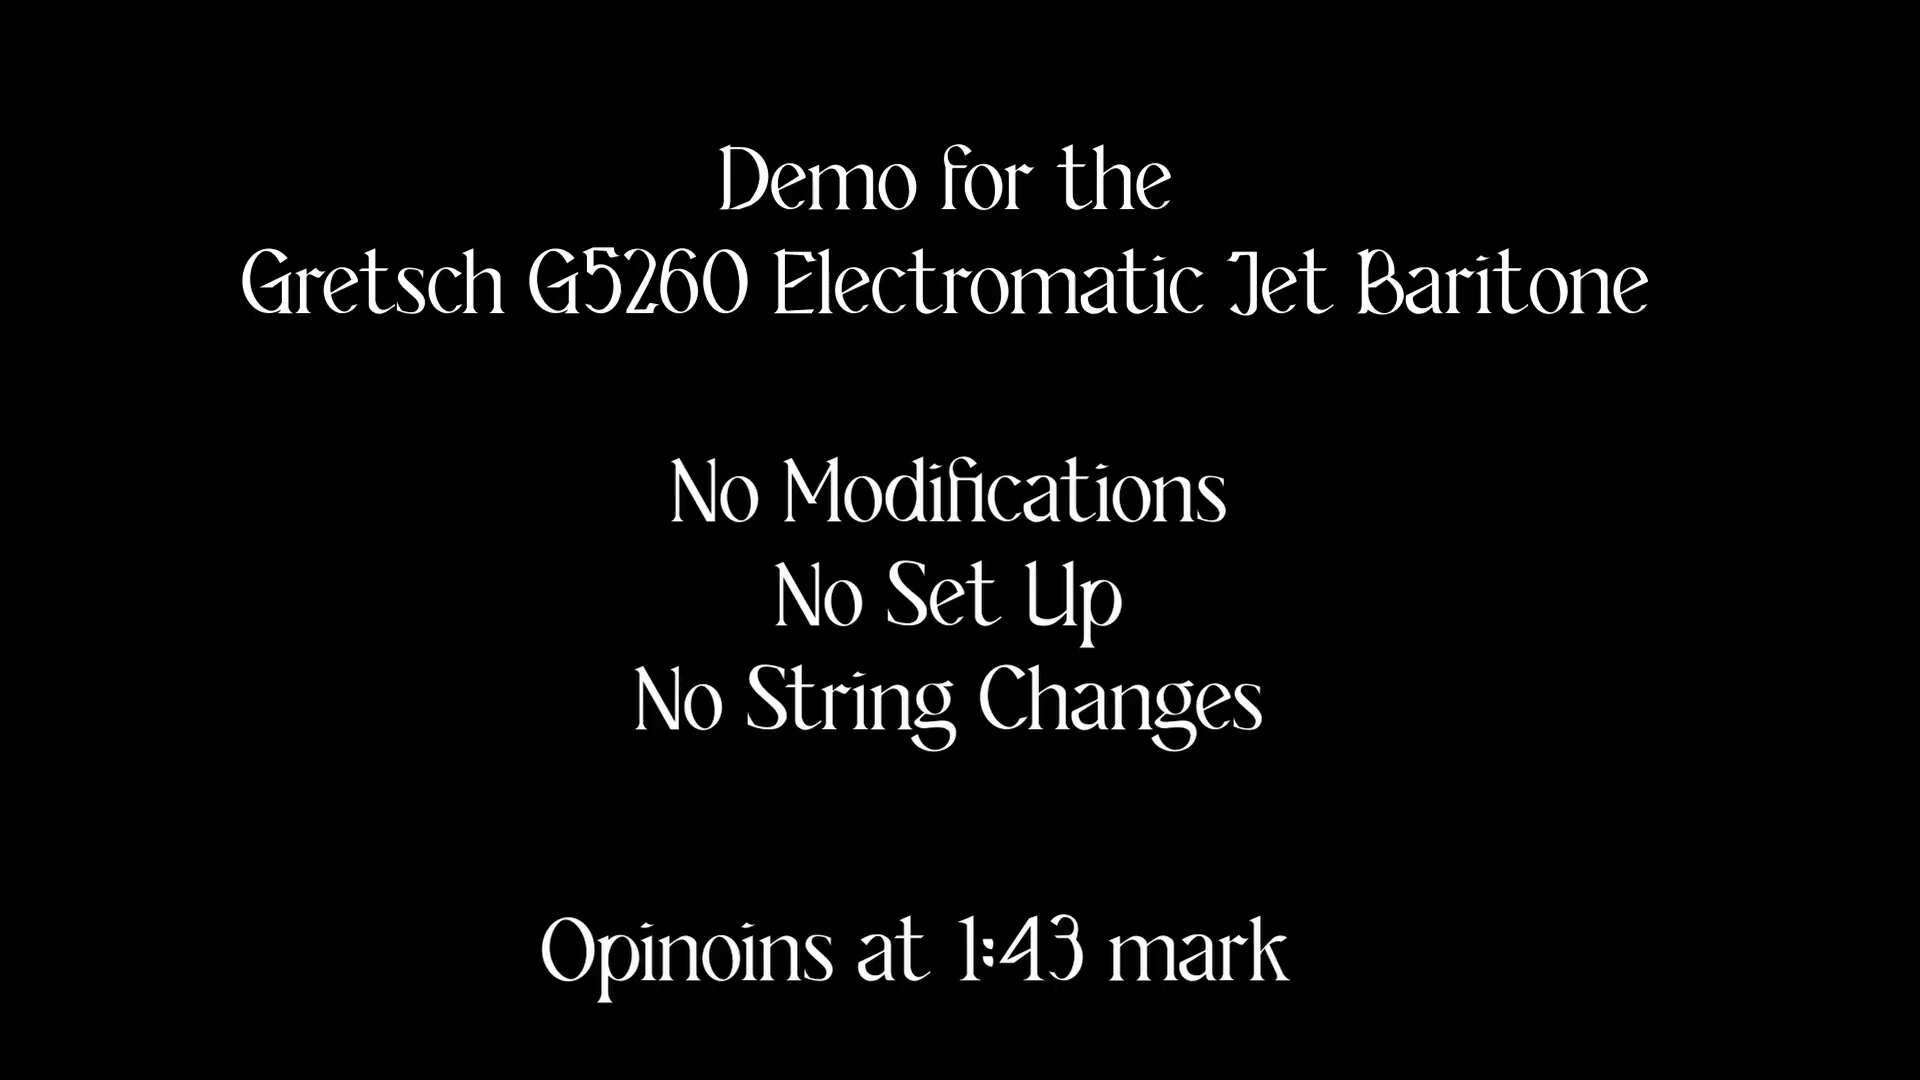 Demo for the
Gretsch G5260 Electromatic Jet Baritone
No Modifications
No Set Up
No String Changes
Opinoins at 1:43 mark